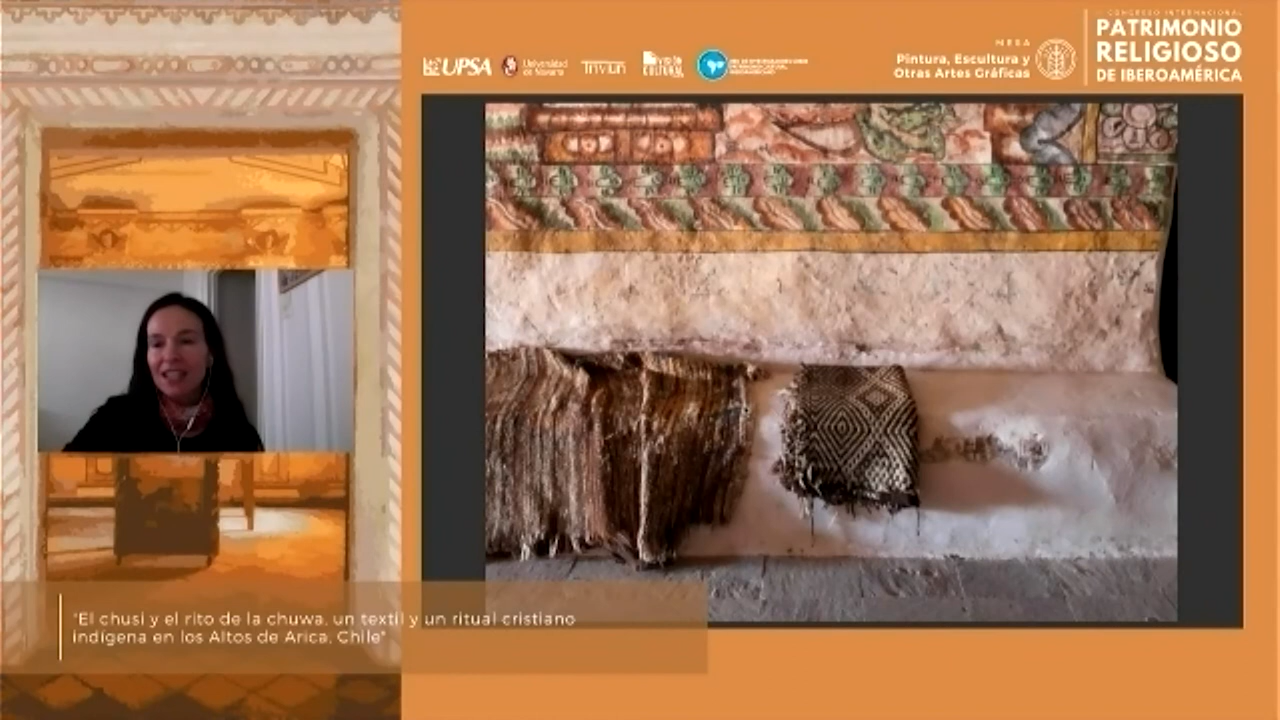 UPSA
Universidad
de Navarra
CULTURAL
MESA
Pintura, Escultura y
Otras Artes Gráficas
CONGRESO INTERNACIONAL
PATRIMONIO
RELIGIOSO
DE IBEROAMÉRICA
"El chusi y el rito de la chuwa, un textil y un ritual cristiano
indígena en los Altos de Arica, Chile"